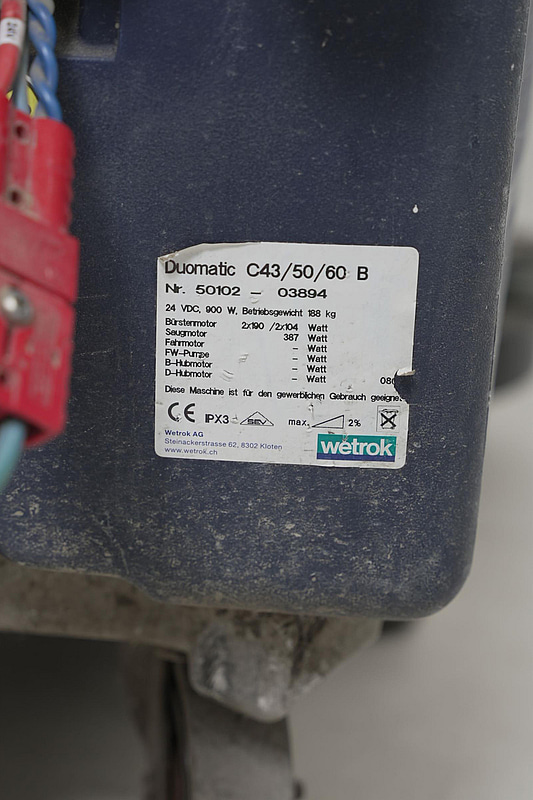 Duomatic C43/50/60 B
Nr. 50102 – 03894
24 VDC, 900 W, Betriebsgewicht 188 kg
Bürstenmotor 2x190 /2x104 Watt
Saugmotor 387 Watt
Fahrmotor – Watt
FW-Pumpe – Watt
B-Hubmotor – Watt
D-Hubmotor – Watt
Diese Maschine ist für den gewerblichen Gebrauch geeignet.
CE IPX3 SEV max. 2%
Wetrok AG
Steinackerstrasse 62, 8302 Kloten
www.wetrok.ch
wetrok